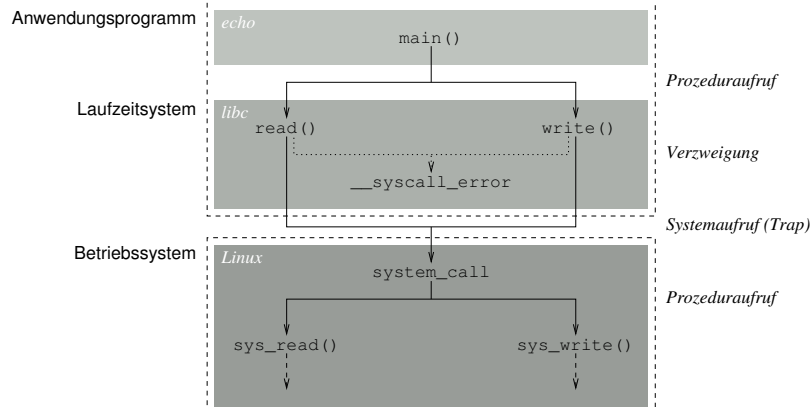 Anwendungsprogramm
echo
main()
Prozeduraufruf
Laufzeitsystem
libc
read() write()
Verzweigung
__syscall_error
Systemaufruf (Trap)
Betriebssystem
Linux
system_call
Prozeduraufruf
sys_read() sys_write()